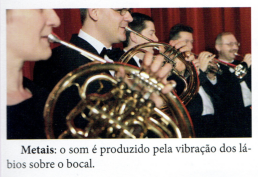 Metais: o som é produzido pela vibração dos lá-
bios sobre o bocal.